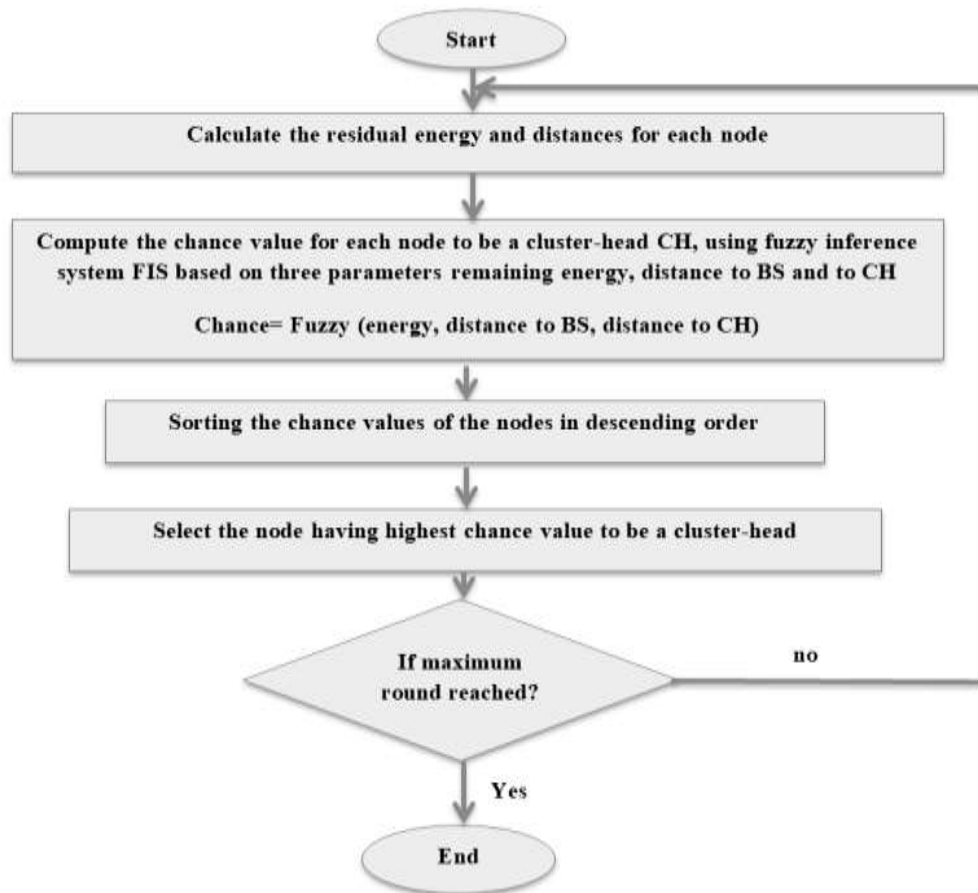 Start
Calculate the residual energy and distances for each node
Compute the chance value for each node to be a cluster-head CH, using fuzzy inference
system FIS based on three parameters remaining energy, distance to BS and to CH
Chance= Fuzzy (energy, distance to BS, distance to CH)
Sorting the chance values of the nodes in descending order
Select the node having highest chance value to be a cluster-head
If maximum
round reached?
no
Yes
End